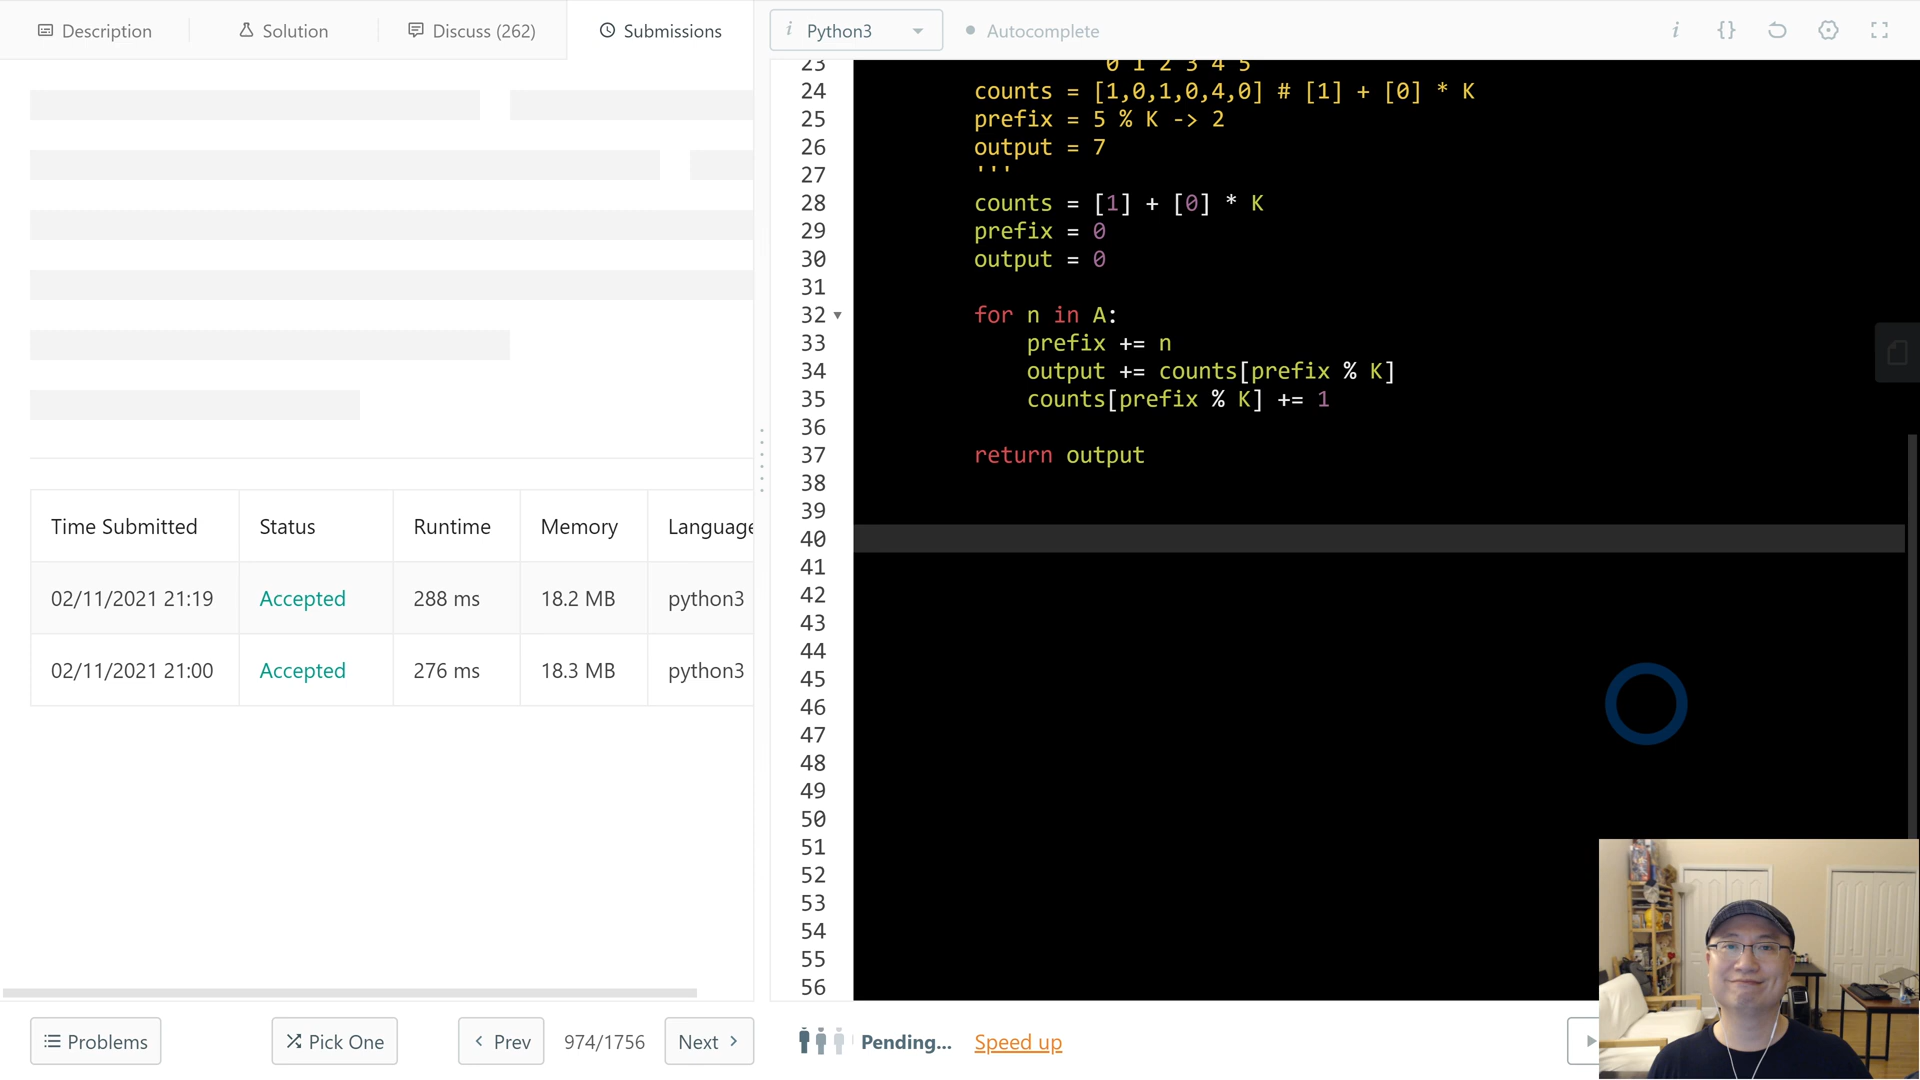 Description
Solution
Discuss (262)
Submissions
i Python3
Autocomplete
i {}
23 0 1 2 3 4 5
24 counts = [1,0,1,0,4,0] # [1] + [0] * K
25 prefix = 5 % K -> 2
26 output = 7
27 '''
28 counts = [1] + [0] * K
29 prefix = 0
30 output = 0
31
32 for n in A:
33 prefix += n
34 output += counts[prefix % K]
35 counts[prefix % K] += 1
36
37 return output
38
39
40
41
42
43
44
45
46
47
48
49
50
51
52
53
54
55
56
Time Submitted Status Runtime Memory Language
02/11/2021 21:19 Accepted 288 ms 18.2 MB python3
02/11/2021 21:00 Accepted 276 ms 18.3 MB python3
Problems
Pick One
Prev
974/1756
Next
Pending...
Speed up